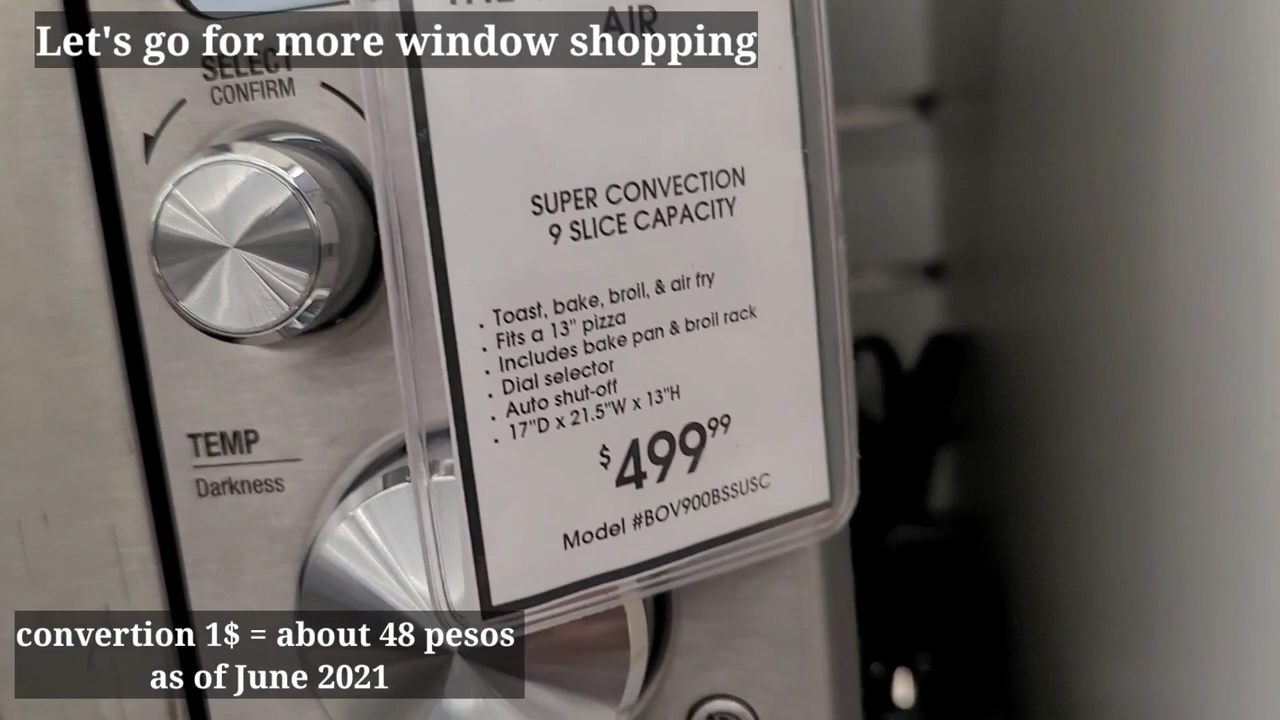 Let's go for more window shopping
AIR
SELECT
CONFIRM
SUPER CONVECTION
9 SLICE CAPACITY
. Toast, bake, broil, & air fry
. Fits a 13" pizza
. Includes bake pan & broil rack
. Dial selector
. Auto shut-off
. 17"D x 21.5"W x 13"H
$499.99
Model #BOV900BSSUSC
TEMP
Darkness
convertion 1$ = about 48 pesos
as of June 2021